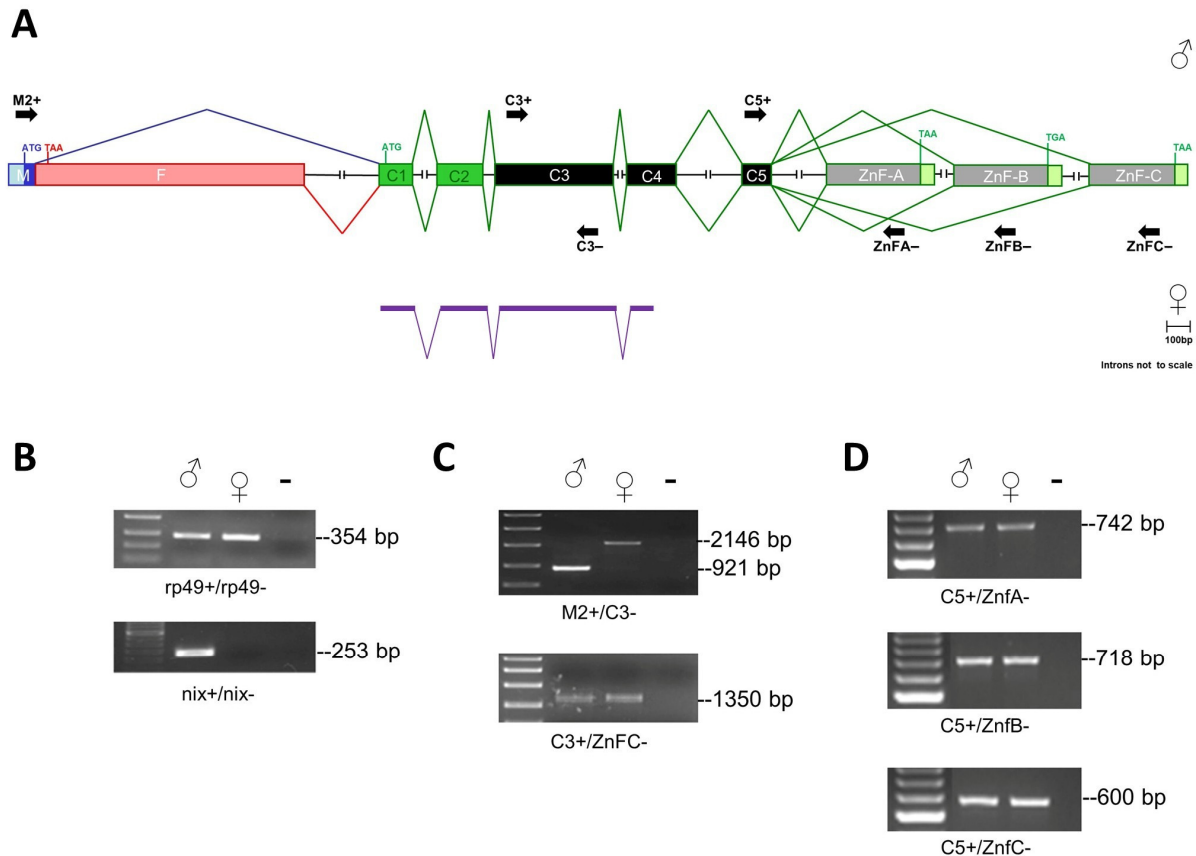 A
♂
M2+
C3+
C5+
ATG TAA
ATG
TAA
TGA
TAA
M
F
C1
C2
C3
C4
C5
ZnF-A
ZnF-B
ZnF-C
C3–
ZnFA–
ZnFB–
ZnFC–
♀
100bp
Introns not to scale
B
♂ ♀ -
--354 bp
rp49+/rp49-
--253 bp
nix+/nix-
C
♂ ♀ -
--2146 bp
--921 bp
M2+/C3-
--1350 bp
C3+/ZnFC-
D
♂ ♀ -
--742 bp
C5+/ZnfA-
--718 bp
C5+/ZnfB-
--600 bp
C5+/ZnfC-